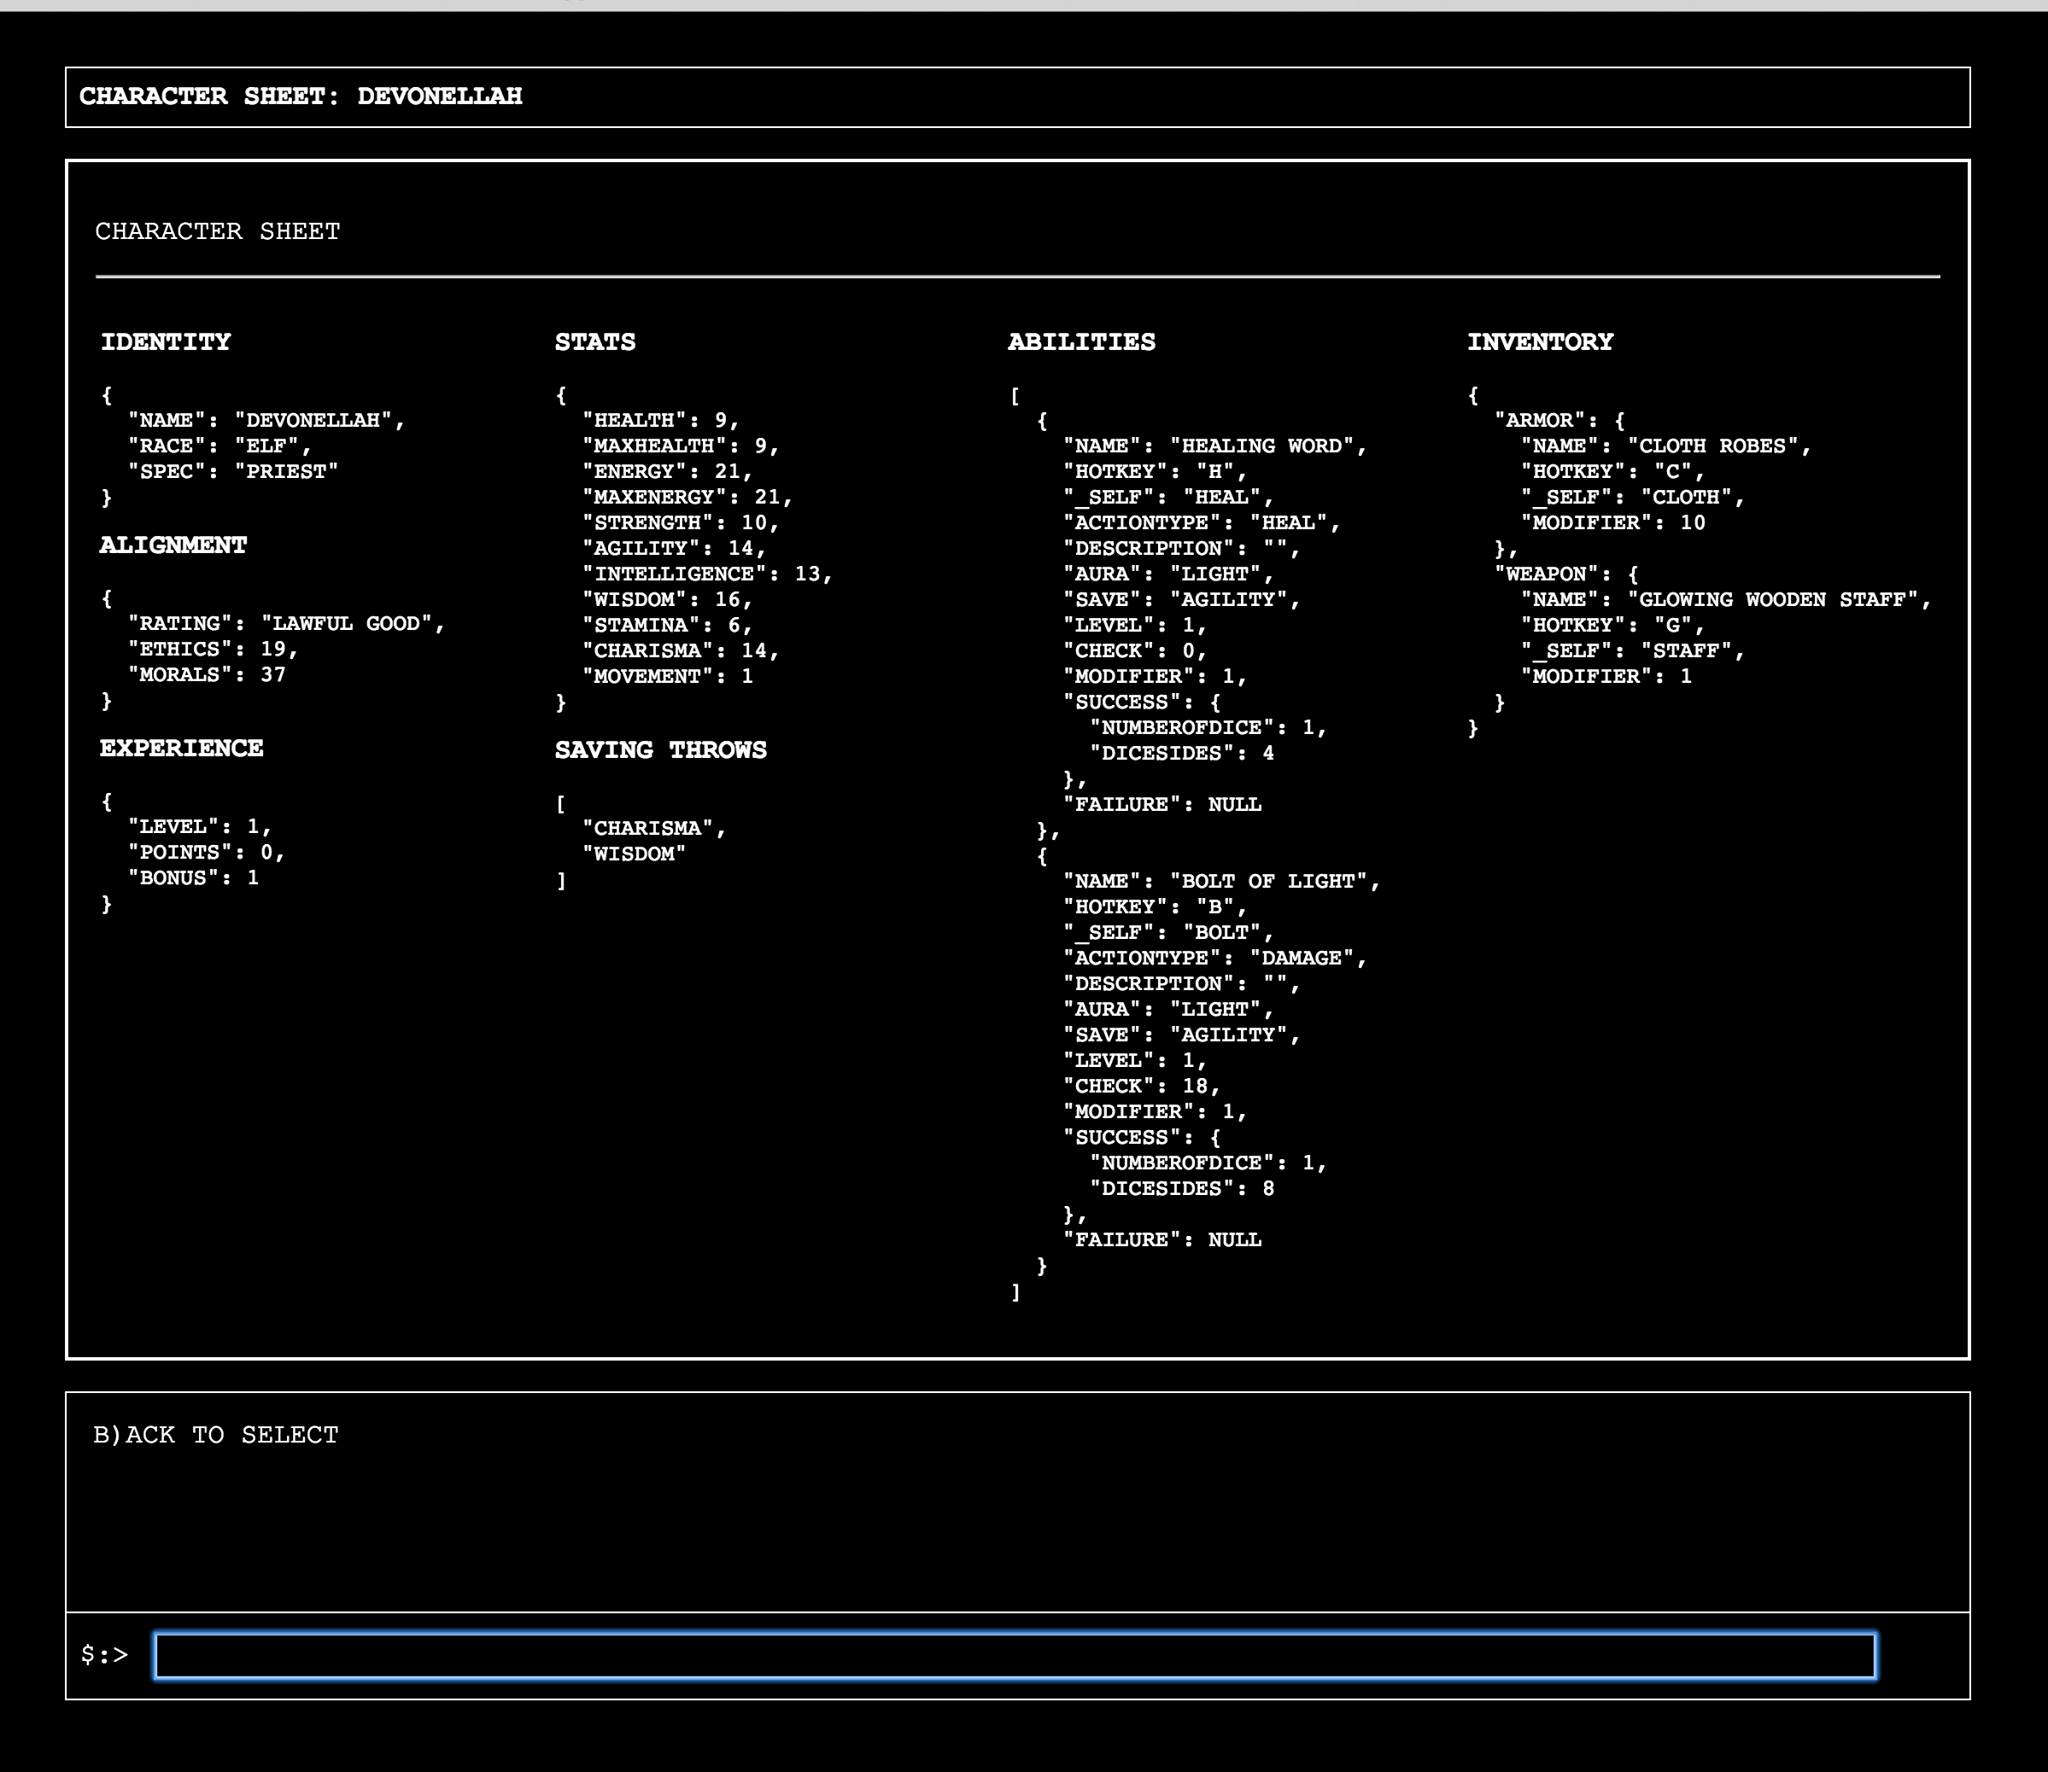 CHARACTER SHEET: DEVONELLAH
CHARACTER SHEET
IDENTITY
{
"NAME": "DEVONELLAH",
"RACE": "ELF",
"SPEC": "PRIEST"
}
ALIGNMENT
{
"RATING": "LAWFUL GOOD",
"ETHICS": 19,
"MORALS": 37
}
EXPERIENCE
{
"LEVEL": 1,
"POINTS": 0,
"BONUS": 1
}
STATS
{
"HEALTH": 9,
"MAXHEALTH": 9,
"ENERGY": 21,
"MAXENERGY": 21,
"STRENGTH": 10,
"AGILITY": 14,
"INTELLIGENCE": 13,
"WISDOM": 16,
"STAMINA": 6,
"CHARISMA": 14,
"MOVEMENT": 1
}
SAVING THROWS
[
"CHARISMA",
"WISDOM"
]
ABILITIES
[
{
"NAME": "HEALING WORD",
"HOTKEY": "H",
"_SELF": "HEAL",
"ACTIONTYPE": "HEAL",
"DESCRIPTION": "",
"AURA": "LIGHT",
"SAVE": "AGILITY",
"LEVEL": 1,
"CHECK": 0,
"MODIFIER": 1,
"SUCCESS": {
"NUMBEROFDICE": 1,
"DICESIDES": 4
},
"FAILURE": NULL
},
{
"NAME": "BOLT OF LIGHT",
"HOTKEY": "B",
"_SELF": "BOLT",
"ACTIONTYPE": "DAMAGE",
"DESCRIPTION": "",
"AURA": "LIGHT",
"SAVE": "AGILITY",
"LEVEL": 1,
"CHECK": 18,
"MODIFIER": 1,
"SUCCESS": {
"NUMBEROFDICE": 1,
"DICESIDES": 8
},
"FAILURE": NULL
}
]
INVENTORY
{
"ARMOR": {
"NAME": "CLOTH ROBES",
"HOTKEY": "C",
"_SELF": "CLOTH",
"MODIFIER": 10
},
"WEAPON": {
"NAME": "GLOWING WOODEN STAFF",
"HOTKEY": "G",
"_SELF": "STAFF",
"MODIFIER": 1
}
}
B)ACK TO SELECT
$:>